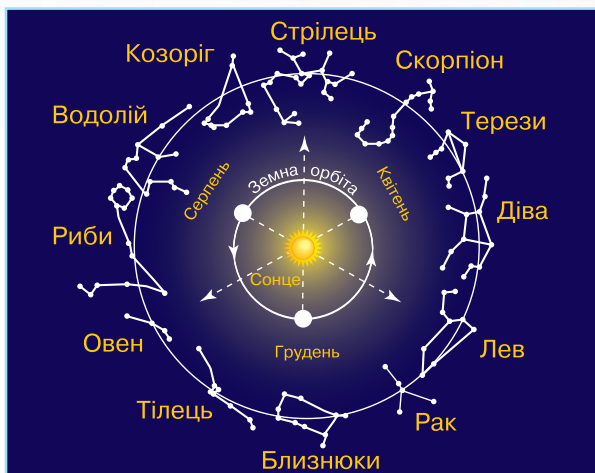 Стрілець
Козоріг
Скорпіон
Водолій
Терези
Серпень
Земна орбіта
Квітень
Діва
Риби
Сонце
Овен
Грудень
Лев
Тілець
Рак
Близнюки